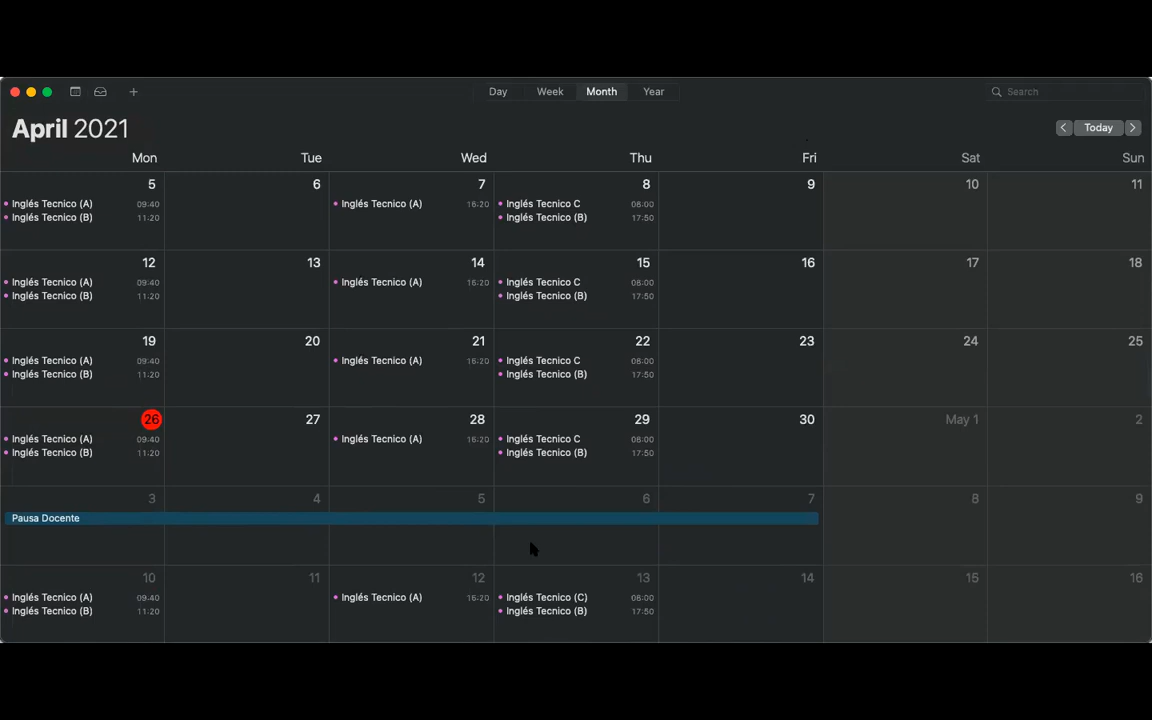 Day Week Month Year Search
April 2021 Today
Mon Tue Wed Thu Fri Sat Sun
5 6 7 8 9 10 11
Inglés Tecnico (A) 09:40 Inglés Tecnico (A) 16:20 Inglés Tecnico C 08:00
Inglés Tecnico (B) 11:20 Inglés Tecnico (B) 17:50
12 13 14 15 16 17 18
Inglés Tecnico (A) 09:40 Inglés Tecnico (A) 16:20 Inglés Tecnico C 08:00
Inglés Tecnico (B) 11:20 Inglés Tecnico (B) 17:50
19 20 21 22 23 24 25
Inglés Tecnico (A) 09:40 Inglés Tecnico (A) 16:20 Inglés Tecnico C 08:00
Inglés Tecnico (B) 11:20 Inglés Tecnico (B) 17:50
26 27 28 29 30 May 1 2
Inglés Tecnico (A) 09:40 Inglés Tecnico (A) 16:20 Inglés Tecnico C 08:00
Inglés Tecnico (B) 11:20 Inglés Tecnico (B) 17:50
3 4 5 6 7 8 9
Pausa Docente
10 11 12 13 14 15 16
Inglés Tecnico (A) 09:40 Inglés Tecnico (A) 16:20 Inglés Tecnico (C) 08:00
Inglés Tecnico (B) 11:20 Inglés Tecnico (B) 17:50